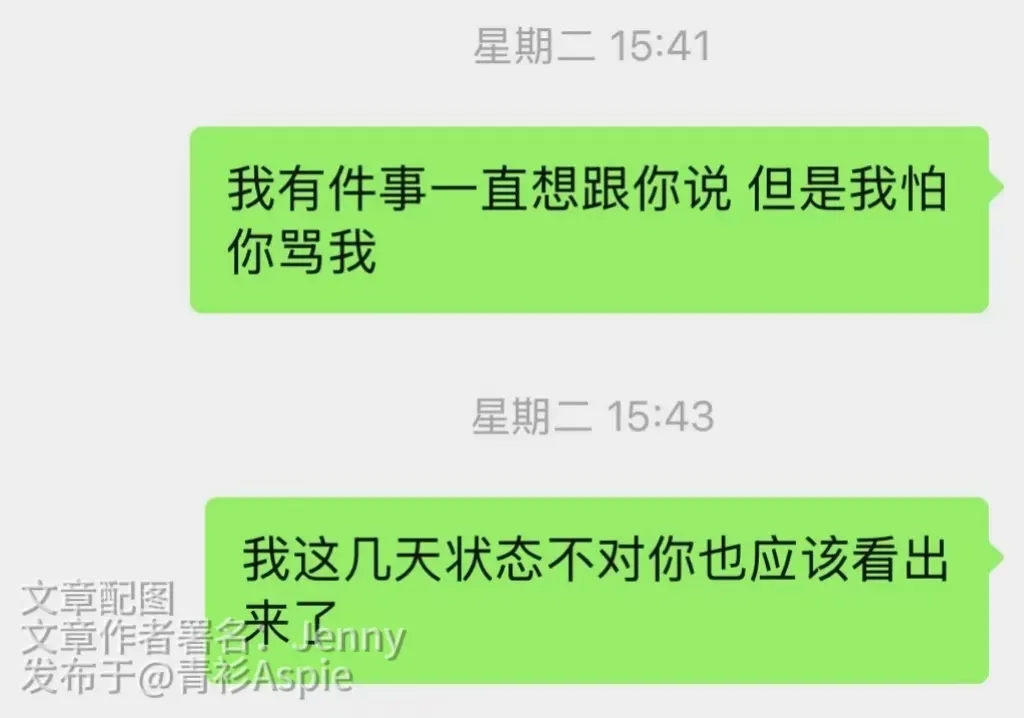 星期二 15:41
我有件事一直想跟你说 但是我怕
你骂我
星期二 15:43
我这几天状态不对你也应该看出
来了
文章配图
文章作者署名：Jenny
发布于@青衫Aspie